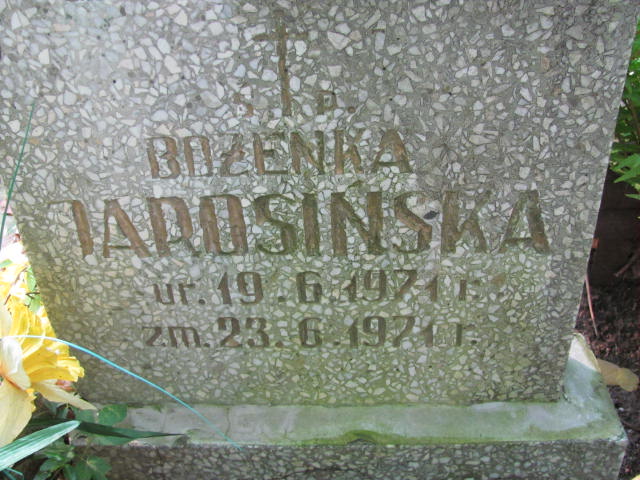 ś. p.
BOŻENKA
JAROSIŃSKA
ur. 19. 6. 1971 r.
zm. 23. 6. 1971 r.